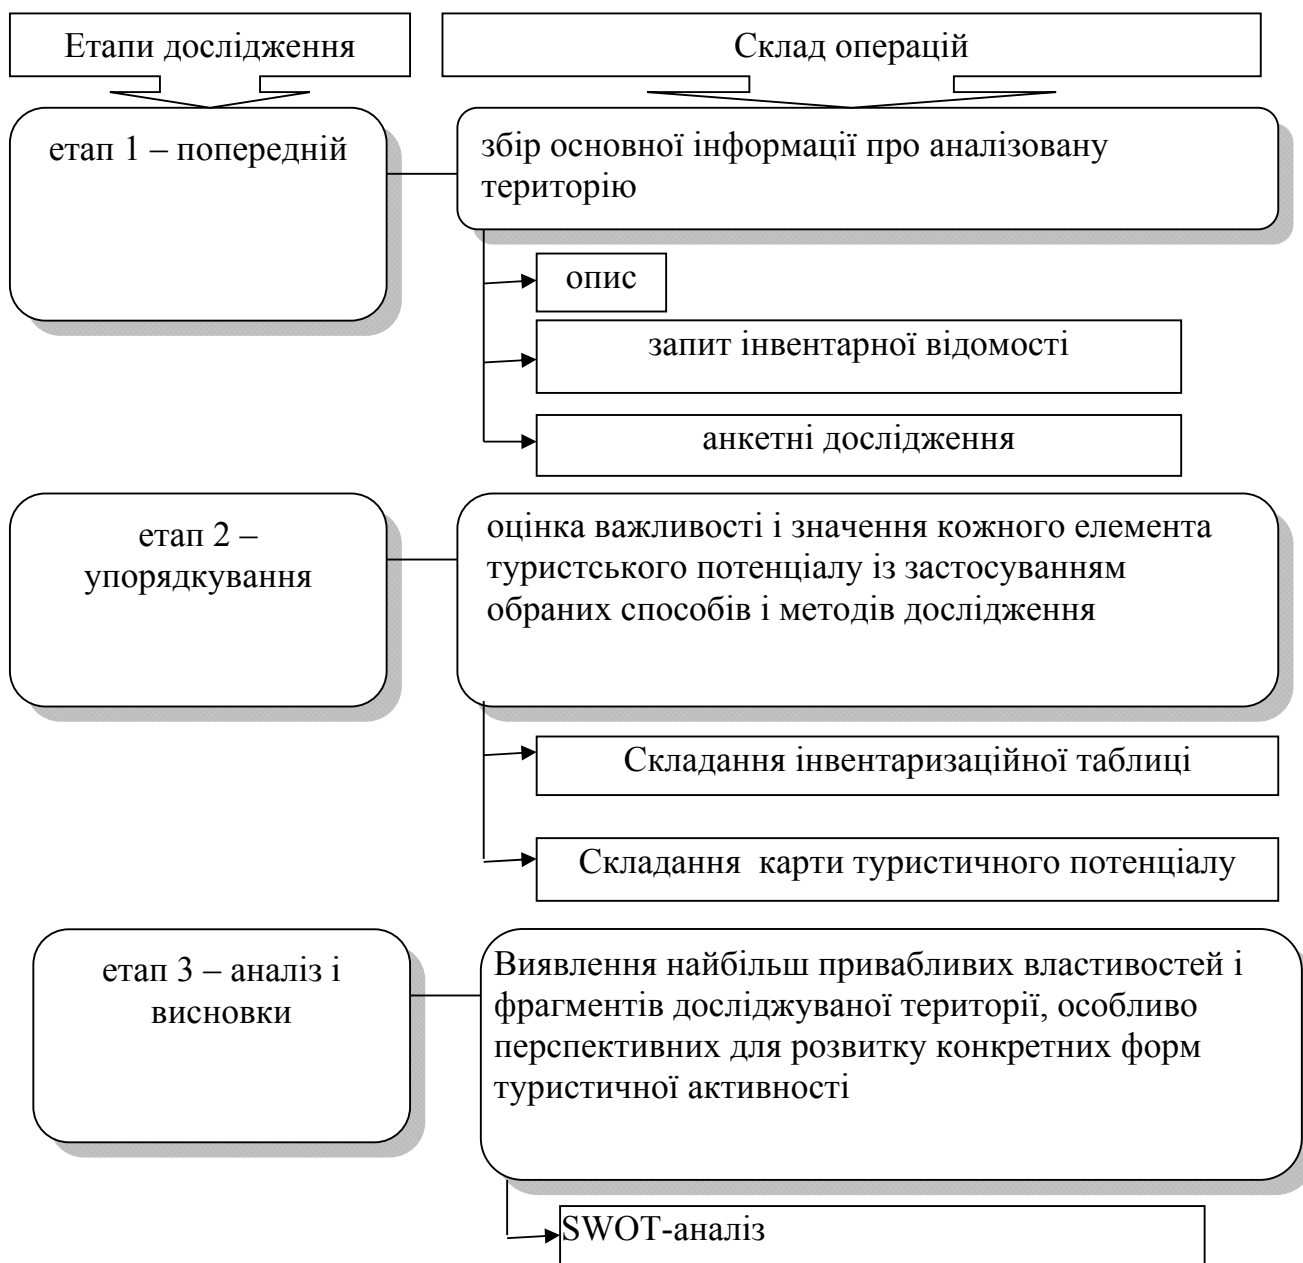 Етапи дослідження
Склад операцій
етап 1 – попередній
збір основної інформації про аналізовану
територію
опис
запит інвентарної відомості
анкетні дослідження
етап 2 –
упорядкування
оцінка важливості і значення кожного елемента
туристського потенціалу із застосуванням
обраних способів і методів дослідження
Складання інвентаризаційної таблиці
Складання карти туристичного потенціалу
етап 3 – аналіз і
висновки
Виявлення найбільш привабливих властивостей і
фрагментів досліджуваної території, особливо
перспективних для розвитку конкретних форм
туристичної активності
SWOT-аналіз